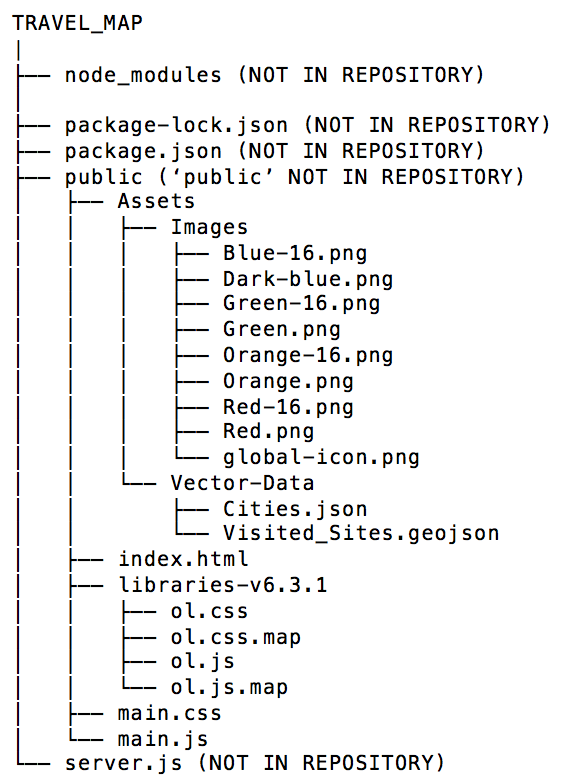 TRAVEL_MAP
|
├── node_modules (NOT IN REPOSITORY)
│
├── package-lock.json (NOT IN REPOSITORY)
├── package.json (NOT IN REPOSITORY)
├── public (‘public’ NOT IN REPOSITORY)
│   ├── Assets
│   │   ├── Images
│   │   │   ├── Blue-16.png
│   │   │   ├── Dark-blue.png
│   │   │   ├── Green-16.png
│   │   │   ├── Green.png
│   │   │   ├── Orange-16.png
│   │   │   ├── Orange.png
│   │   │   ├── Red-16.png
│   │   │   ├── Red.png
│   │   │   └── global-icon.png
│   │   └── Vector-Data
│   │       ├── Cities.json
│   │       └── Visited_Sites.geojson
│   ├── index.html
│   ├── libraries-v6.3.1
│   │   ├── ol.css
│   │   ├── ol.css.map
│   │   ├── ol.js
│   │   └── ol.js.map
│   ├── main.css
│   └── main.js
└── server.js (NOT IN REPOSITORY)